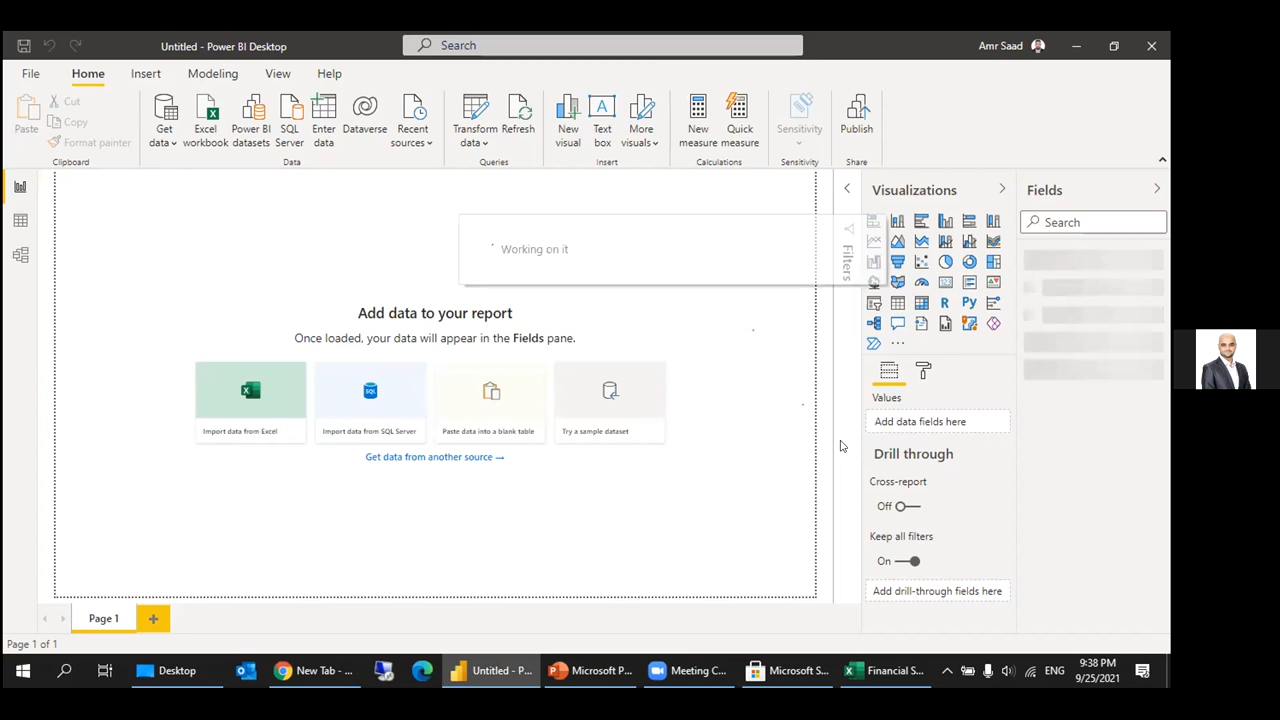 Untitled - Power BI Desktop
Search
Amr Saad
File
Home
Insert
Modeling
View
Help
Paste
Cut
Copy
Format painter
Clipboard
Get data
Excel workbook
Power BI datasets
SQL Server
Enter data
Dataverse
Recent sources
Data
Transform data
Refresh
Queries
New visual
Text box
More visuals
Insert
New measure
Quick measure
Calculations
Sensitivity
Sensitivity
Publish
Share
Working on it
Filters
Add data to your report
Once loaded, your data will appear in the Fields pane.
SQL
Import data from Excel
Import data from SQL Server
Paste data into a blank table
Try a sample dataset
Get data from another source →
Visualizations
R
Py
Values
Add data fields here
Drill through
Cross-report
Off
Keep all filters
On
Add drill-through fields here
Fields
Search
Page 1
Page 1 of 1
Desktop
New Tab - ...
Untitled - P...
Microsoft P...
Meeting C...
Microsoft S...
Financial S...
ENG
9:38 PM
9/25/2021